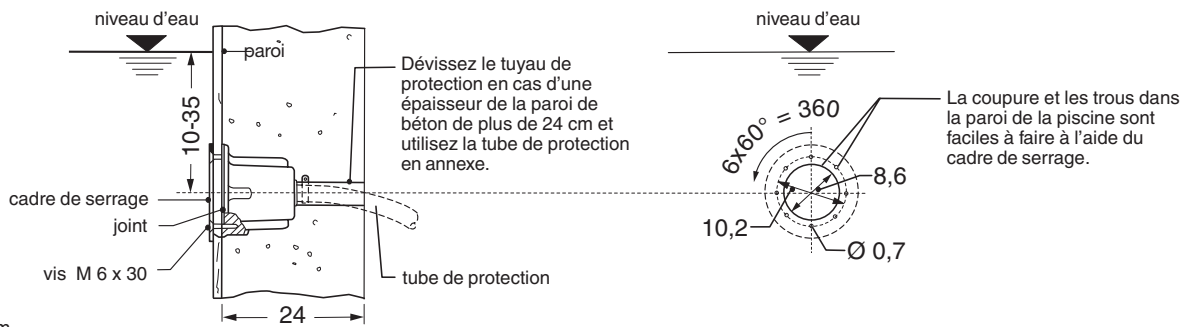 niveau d'eau
paroi
10-35
Dévissez le tuyau de
protection en cas d'une
épaisseur de la paroi de
béton de plus de 24 cm et
utilisez la tube de protection
en annexe.
cadre de serrage
joint
vis M 6 x 30
tube de protection
24
niveau d'eau
6x60° = 360
La coupure et les trous dans
la paroi de la piscine sont
faciles à faire à l'aide du
cadre de serrage.
8,6
10,2
Ø 0,7